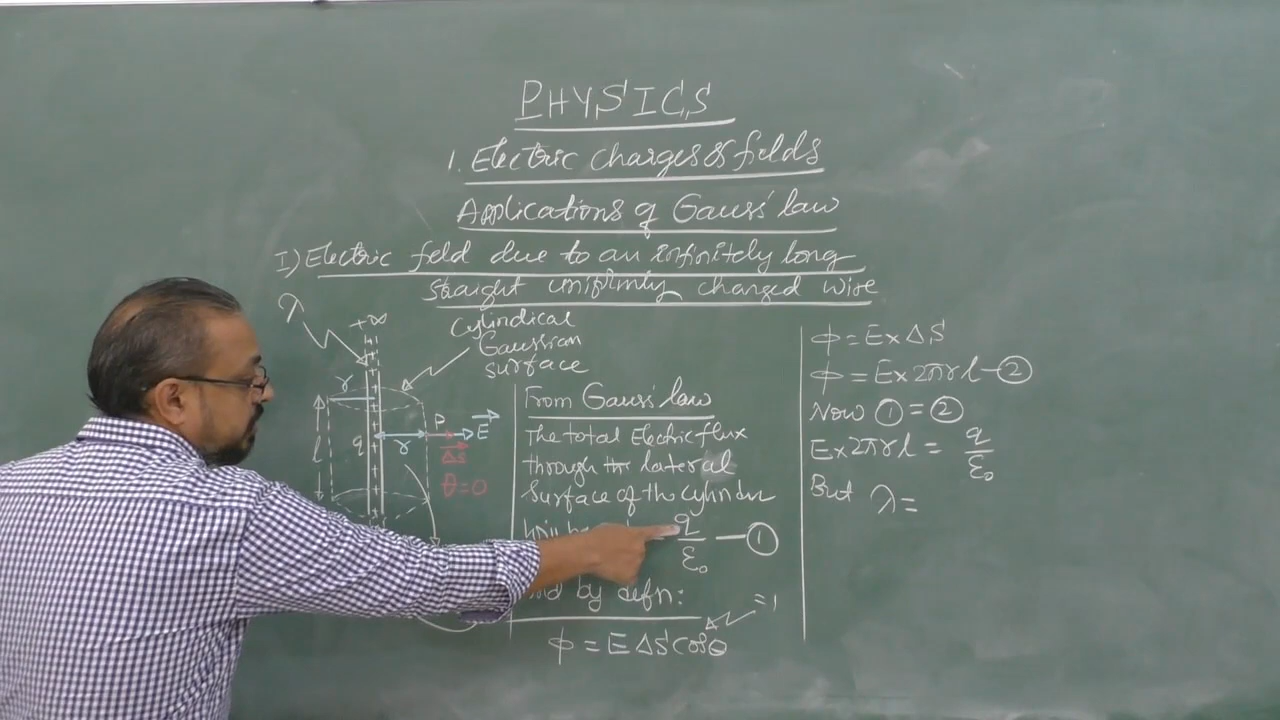 PHYSICS
1. Electric charges & fields
Applications of Gauss' law
I) Electric field due to an infinitely long
straight uniformly charged wire
λ
+∞
Cylindical
Gaussian
surface
r
l
q
r
P
E
ΔS
θ=0
From Gauss' law
The total Electric flux
through the lateral
Surface of the cylinder
q/ε₀ — ①
by defn:
=1
ϕ = E ΔS cosθ
ϕ = E x ΔS
ϕ = E x 2πrl — ②
Now ① = ②
E x 2πrl = q/ε₀
But λ =